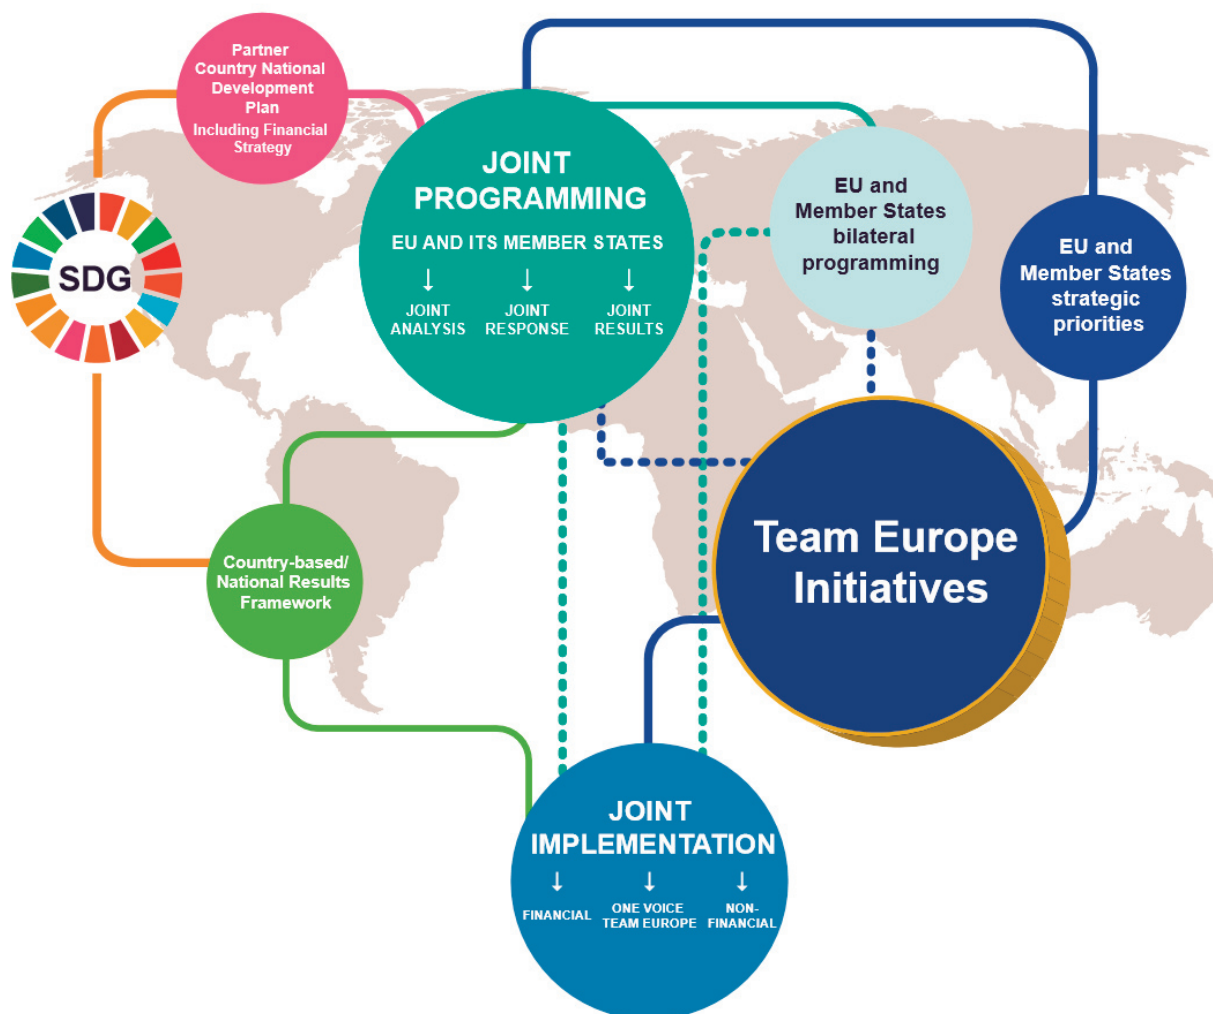 Partner
Country National
Development
Plan
Including Financial
Strategy
SDG
JOINT
PROGRAMMING
EU AND ITS MEMBER STATES
↓ ↓ ↓
JOINT ANALYSIS
JOINT RESPONSE
JOINT RESULTS
EU and
Member States
bilateral
programming
EU and
Member States
strategic
priorities
Country-based/
National Results
Framework
Team Europe
Initiatives
JOINT
IMPLEMENTATION
↓ ↓ ↓
FINANCIAL
ONE VOICE
TEAM EUROPE
NON-
FINANCIAL